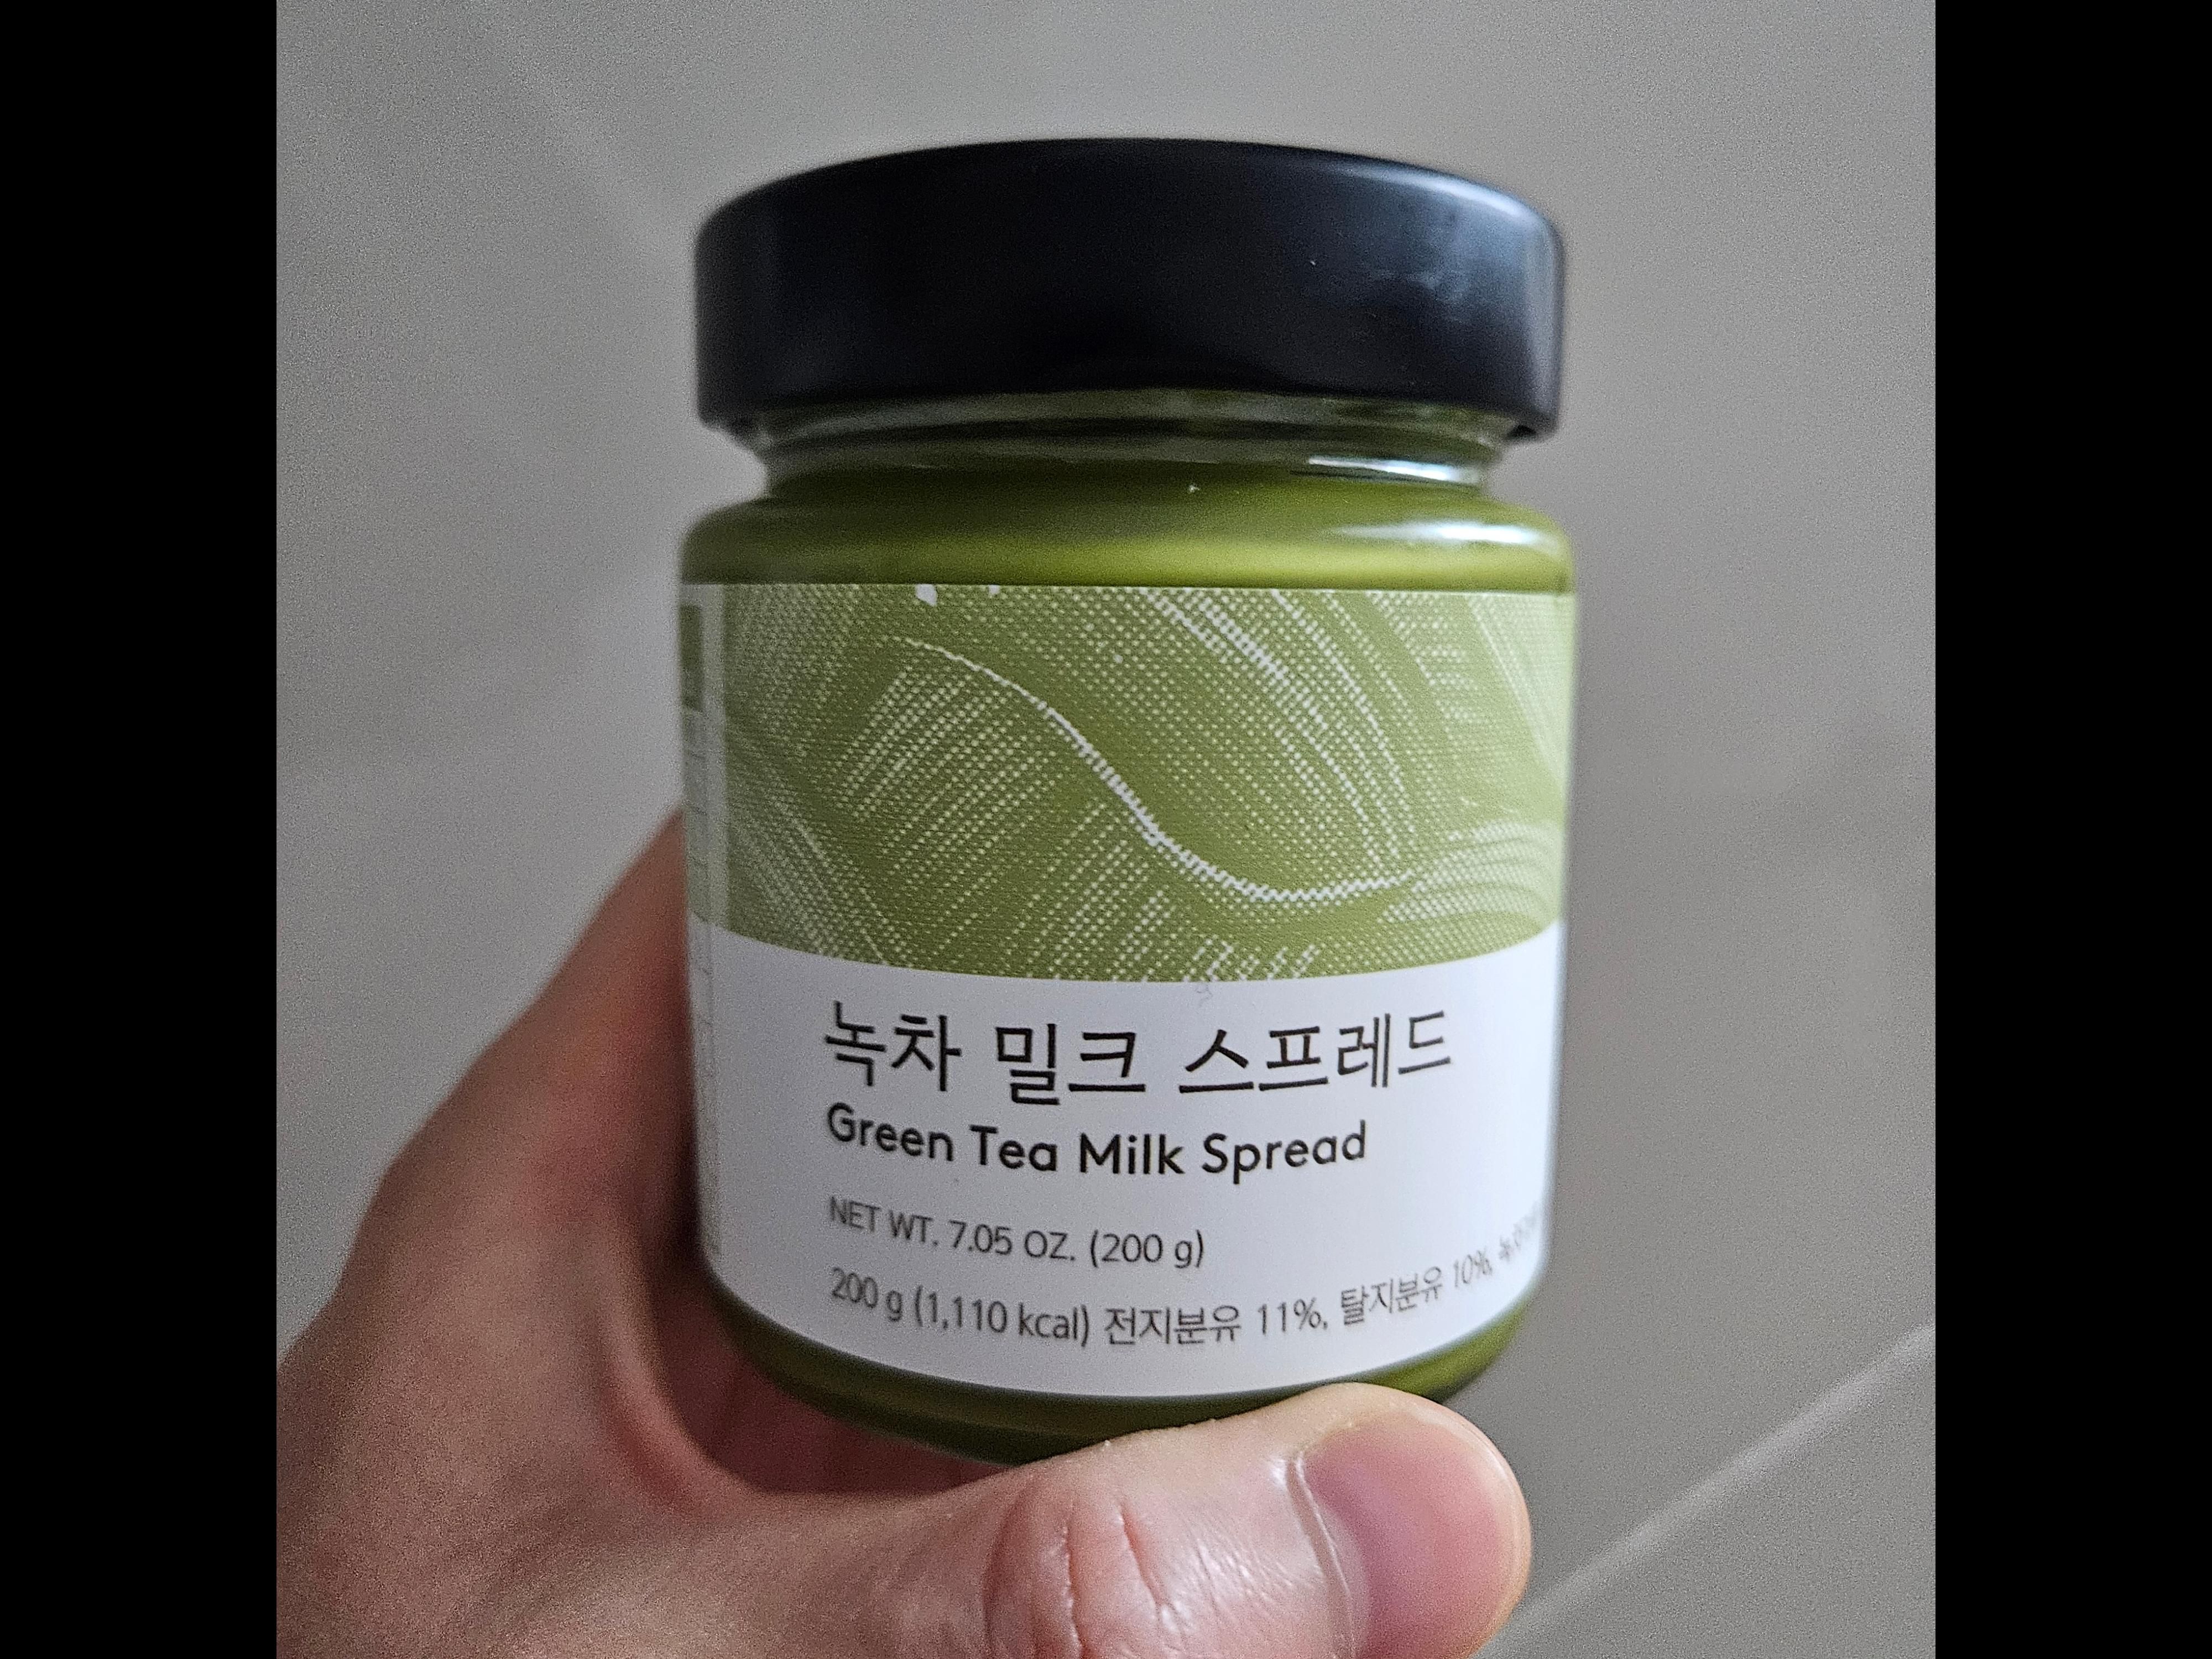 녹차 밀크 스프레드
Green Tea Milk Spread
NET WT. 7.05 OZ. (200 g)
200 g (1,110 kcal) 전지분유 11%, 탈지분유 10%,